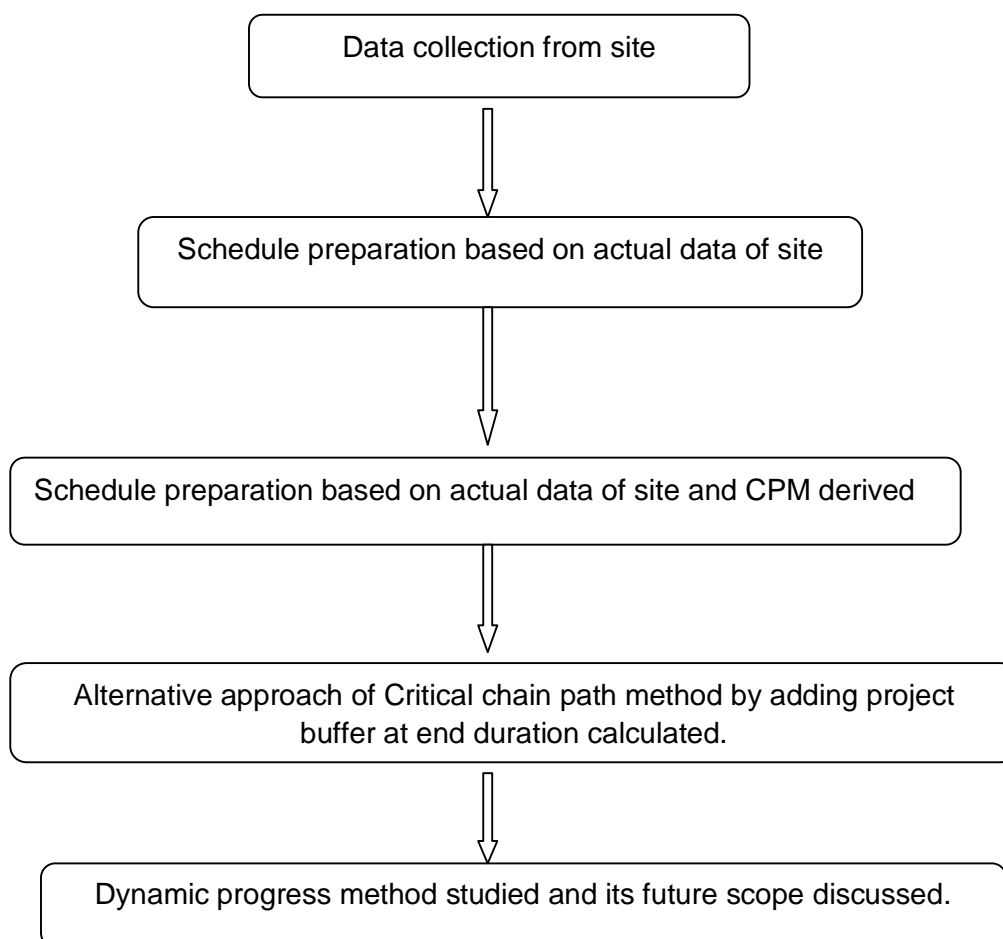 Data collection from site
Schedule preparation based on actual data of site
Schedule preparation based on actual data of site and CPM derived
Alternative approach of Critical chain path method by adding project
buffer at end duration calculated.
Dynamic progress method studied and its future scope discussed.